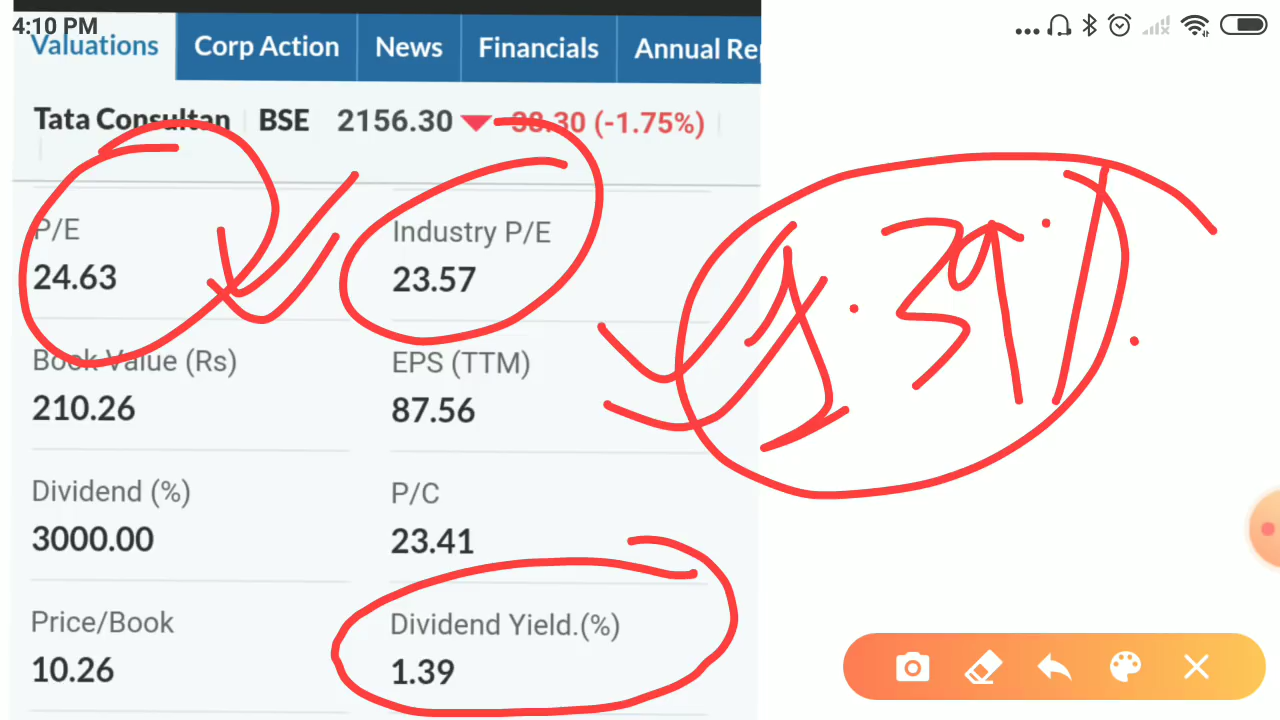 4:10 PM
Valuations Corp Action News Financials Annual Rep
Tata Consultan BSE 2156.30 38.30 (-1.75%)
P/E Industry P/E
24.63 23.57
Book Value (Rs) EPS (TTM)
210.26 87.56
Dividend (%) P/C
3000.00 23.41
Price/Book Dividend Yield.(%)
10.26 1.39
1.39%